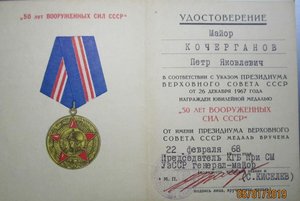 "50 ЛЕТ ВООРУЖЕННЫХ СИЛ СССР"
УДОСТОВЕРЕНИЕ
Майор
КОЧЕРГАНОВ
Петр Яковлевич
В СООТВЕТСТВИИ С УКАЗОМ ПРЕЗИДИУМА
ВЕРХОВНОГО СОВЕТА СССР
ОТ 26 ДЕКАБРЯ 1967 ГОДА
НАГРАЖДЕН ЮБИЛЕЙНОЙ МЕДАЛЬЮ
"50 ЛЕТ ВООРУЖЕННЫХ
СИЛ СССР"
ОТ ИМЕНИ ПРЕЗИДИУМА ВЕРХОВНОГО
СОВЕТА СССР МЕДАЛЬ ВРУЧЕНА
22 февраля 68
Председатель КГБ при СМ
УзССР генерал-майор
М. П.
(С.КИСЕЛЕВ)